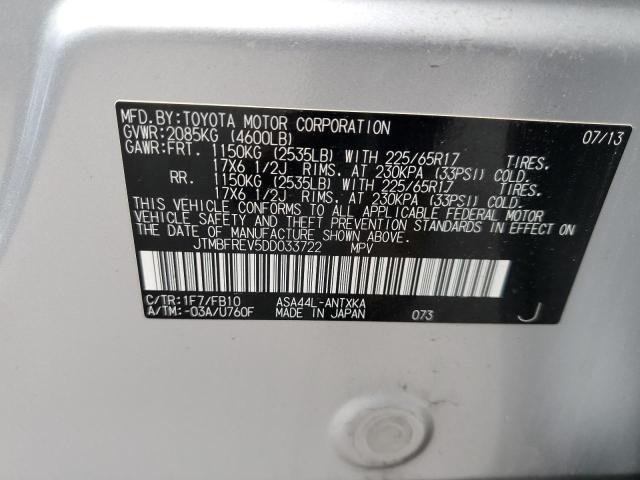 MFD.BY:TOYOTA MOTOR CORPORATION 07/13
GVWR:2085KG (4600LB)
GAWR:FRT. 1150KG (2535LB) WITH 225/65R17 TIRES.
17X6 1/2J RIMS. AT 230KPA (33PSI) COLD.
RR. 1150KG (2535LB) WITH 225/65R17 TIRES.
17X6 1/2J RIMS. AT 230KPA (33PSI) COLD.
THIS VEHICLE CONFORMS TO ALL APPLICABLE FEDERAL MOTOR
VEHICLE SAFETY AND THEFT PREVENTION STANDARDS IN EFFECT ON
THE DATE OF MANUFACTURE SHOWN ABOVE.
JTMBFREV5DD033722 MPV
C/TR:1F7/FB10 ASA44L-ANTXKA
A/TM:-03A/U760F MADE IN JAPAN 073 J